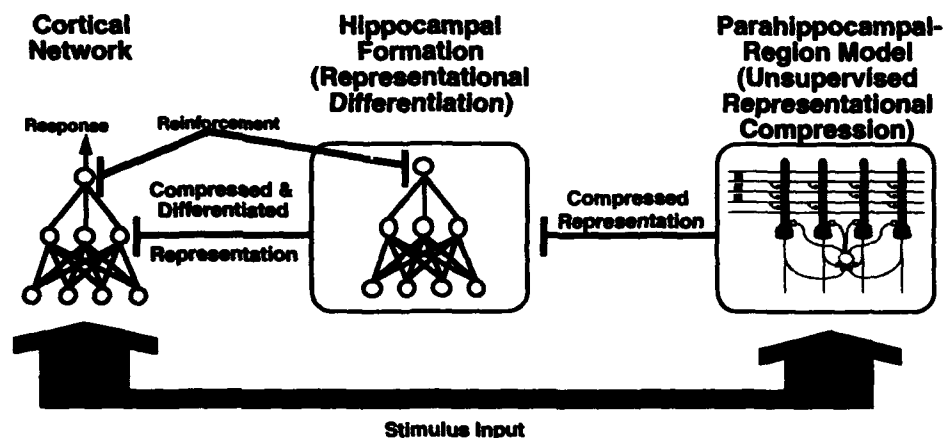 Cortical
Network
Hippocampal
Formation
(Representational
Differentiation)
Parahippocampal-
Region Model
(Unsupervised
Representational
Compression)
Response
Reinforcement
Compressed &
Differentiated
Representation
Compressed
Representation
Stimulus Input